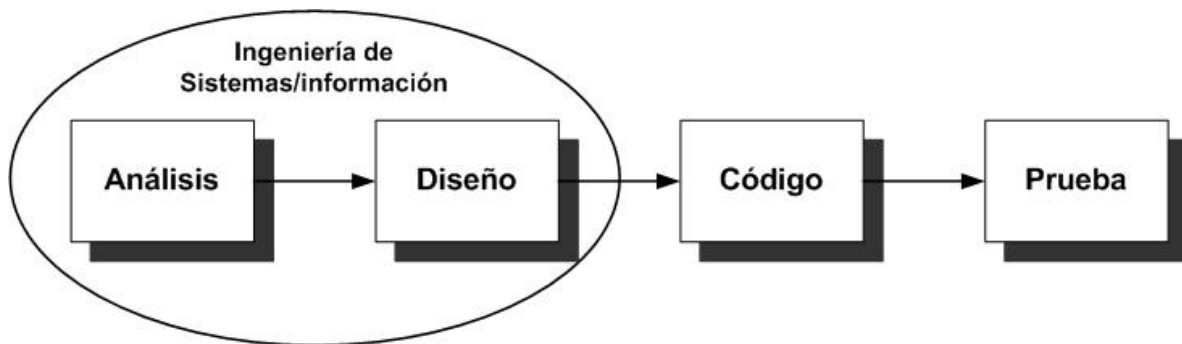 Ingeniería de
Sistemas/información
Análisis
Diseño
Código
Prueba